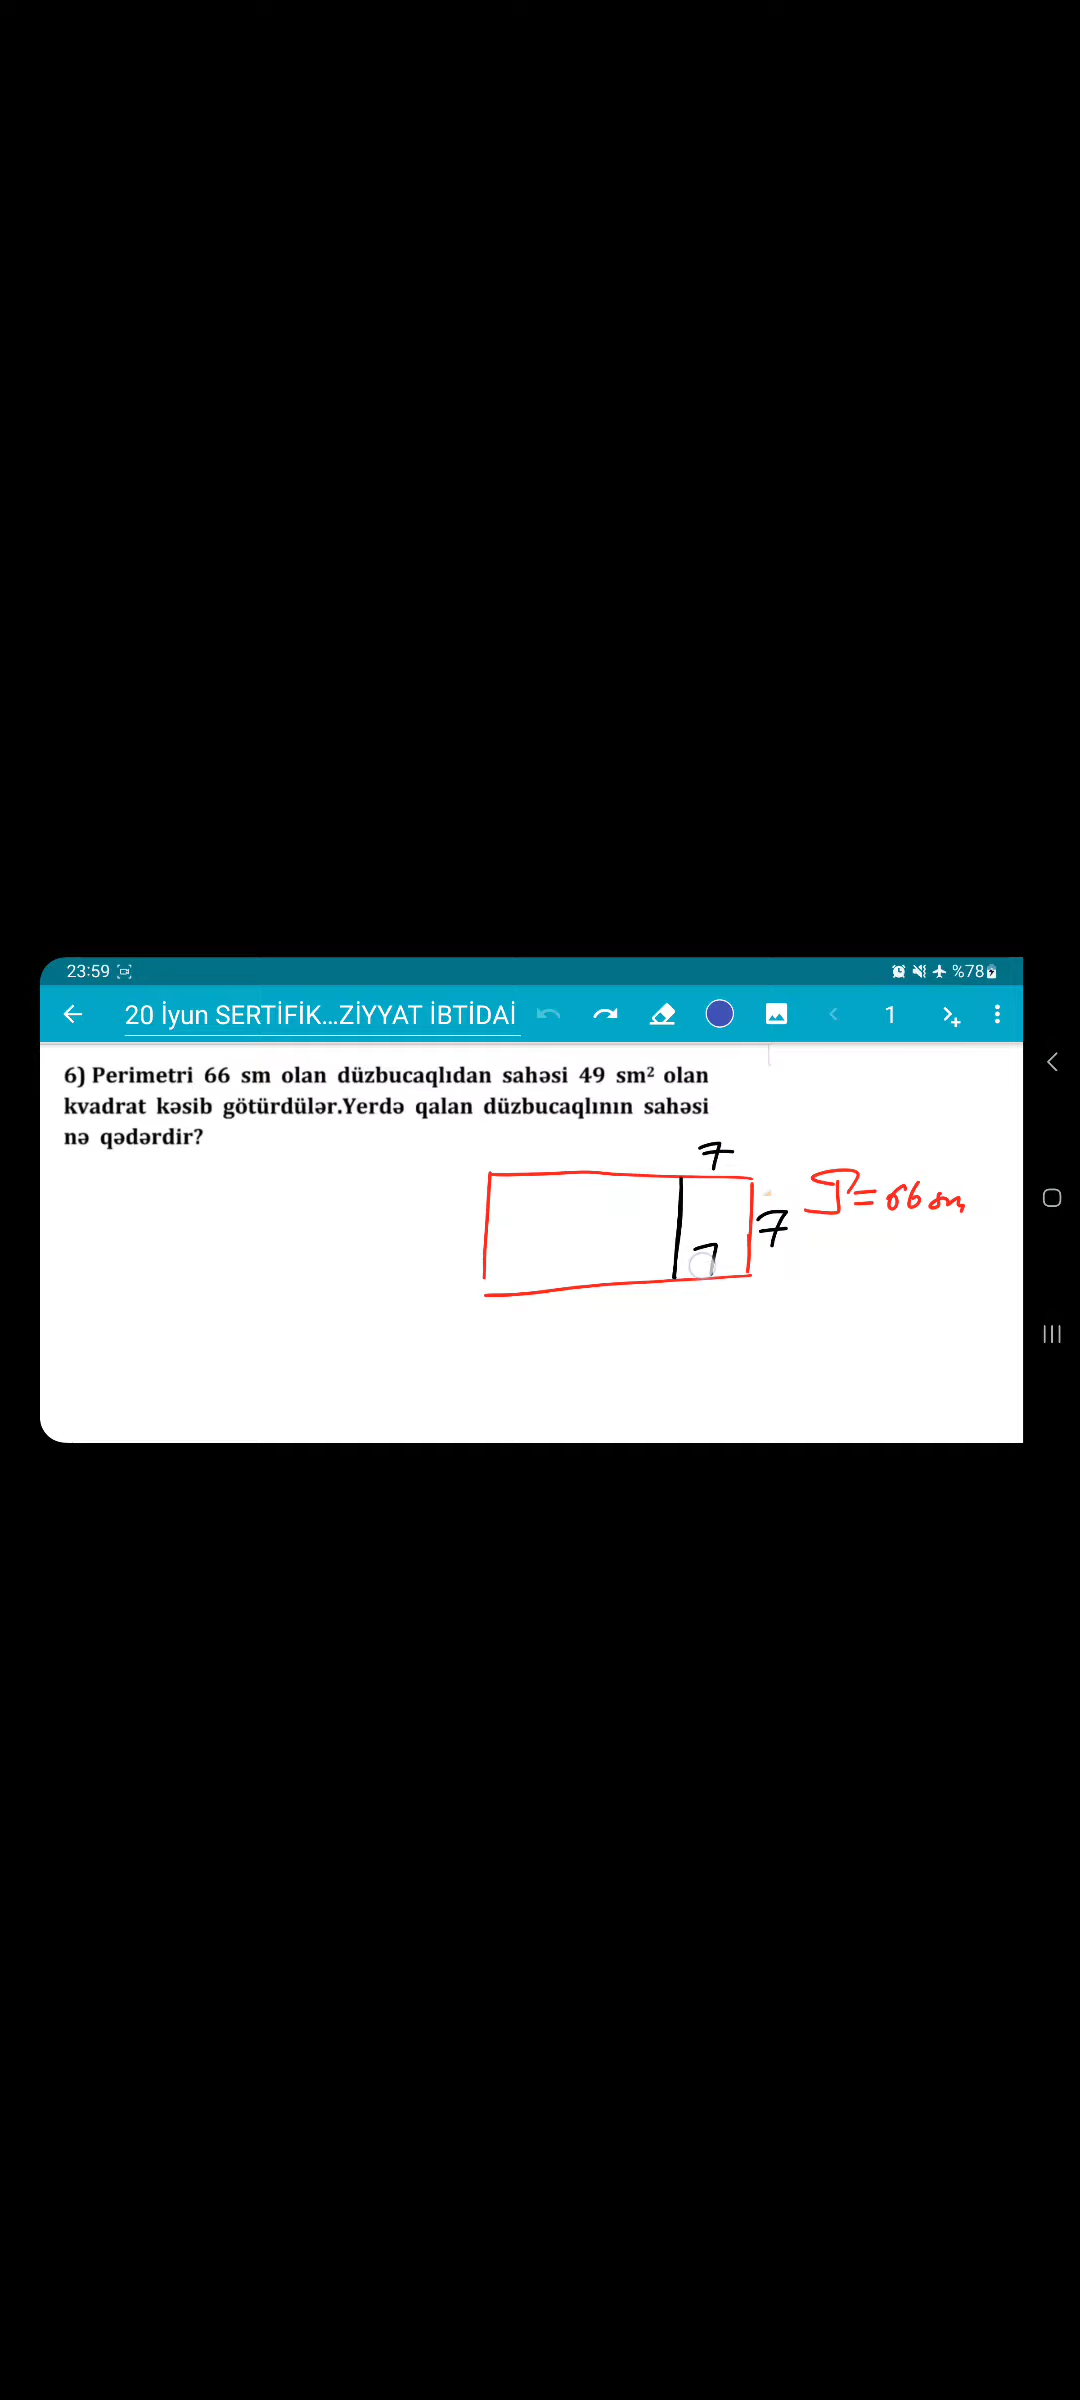 23:59
%78
20 İyun SERTİFİK...ZİYYAT İBTİDAİ
1
6) Perimetri 66 sm olan düzbucaqlıdan sahəsi 49 sm² olan
kvadrat kəsib götürdülər.Yerdə qalan düzbucaqlının sahəsi
nə qədərdir?
7
7
7
P=66 sm